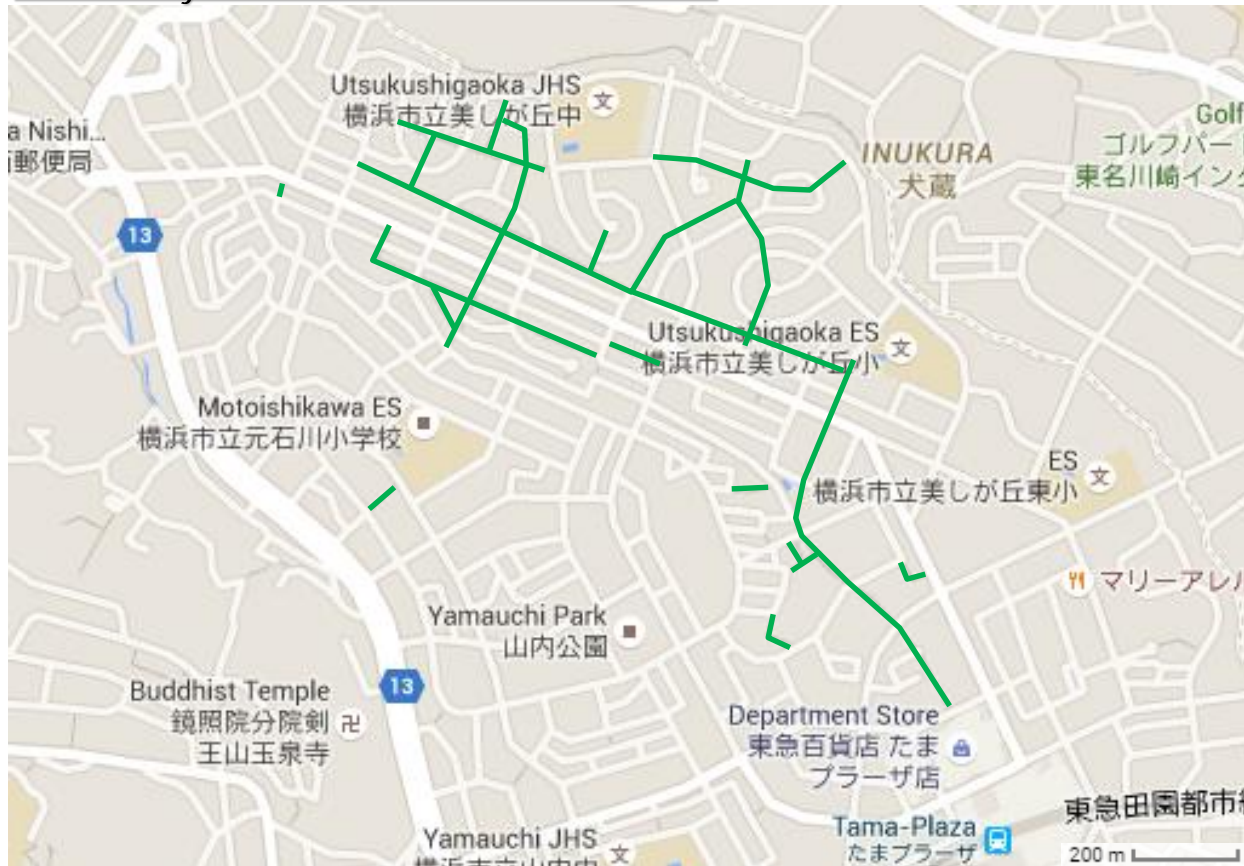 Utsukushigaoka JHS
横浜市立美しが丘中
a Nishi...
郵便局
13
INUKURA
犬蔵
Golf
ゴルフパー
東名川崎イン
Utsukushigaoka ES
横浜市立美しが丘小
Motoishikawa ES
横浜市立元石川小学校
ES
横浜市立美しが丘東小
マリーアレル
Yamauchi Park
山内公園
13
Buddhist Temple
鏡照院分院剣
王山玉泉寺
Department Store
東急百貨店 たま
プラーザ店
東急田園都市
Tama-Plaza
たまプラーザ
Yamauchi JHS
200 m